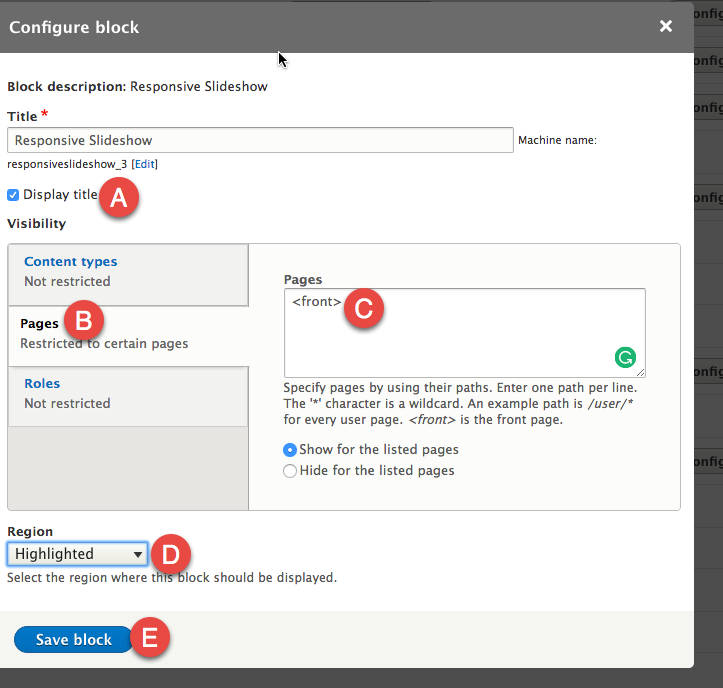 Configure block
Block description: Responsive Slideshow
Title *
Responsive Slideshow Machine name:
responsiveslideshow_3 [Edit]
Display title A
Visibility
Content types
Not restricted
Pages B
Restricted to certain pages
Roles
Not restricted
Pages
<front> C
Specify pages by using their paths. Enter one path per line.
The '*' character is a wildcard. An example path is /user/*
for every user page. <front> is the front page.
Show for the listed pages
Hide for the listed pages
Region
Highlighted D
Select the region where this block should be displayed.
Save block E